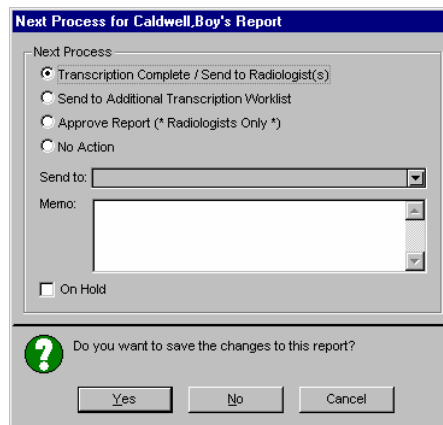 Next Process for Caldwell,Boy's Report
Next Process
Transcription Complete / Send to Radiologist(s)
Send to Additional Transcription Worklist
Approve Report (* Radiologists Only *)
No Action
Send to:
Memo:
On Hold
?
Do you want to save the changes to this report?
Yes No Cancel